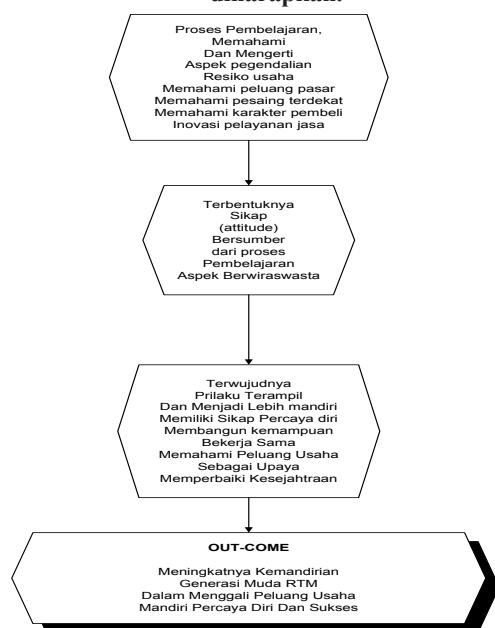 Proses Pembelajaran,
Memahami
Dan Mengerti
Aspek pegendalian
Resiko usaha
Memahami peluang pasar
Memahami pesaing terdekat
Memahami karakter pembeli
Inovasi pelayanan jasa
Terbentuknya
Sikap
(attitude)
Bersumber
dari proses
Pembelajaran
Aspek Berwiraswasta
Terwujudnya
Prilaku Terampil
Dan Menjadi Lebih mandiri
Memiliki Sikap Percaya diri
Membangun kemampuan
Bekerja Sama
Memahami Peluang Usaha
Sebagai Upaya
Memperbaiki Kesejahtraan
OUT-COME
Meningkatnya Kemandirian
Generasi Muda RTM
Dalam Menggali Peluang Usaha
Mandiri Percaya Diri Dan Sukses